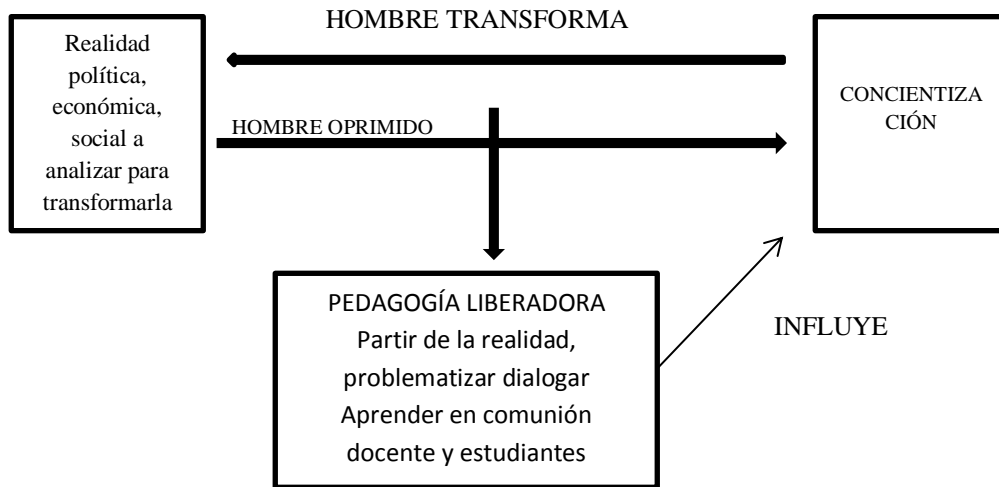 HOMBRE TRANSFORMA
Realidad
política,
económica,
social a
analizar para
transformarla
HOMBRE OPRIMIDO
CONCIENTIZA
CIÓN
PEDAGOGÍA LIBERADORA
Partir de la realidad,
problematizar dialogar
Aprender en comunión
docente y estudiantes
INFLUYE